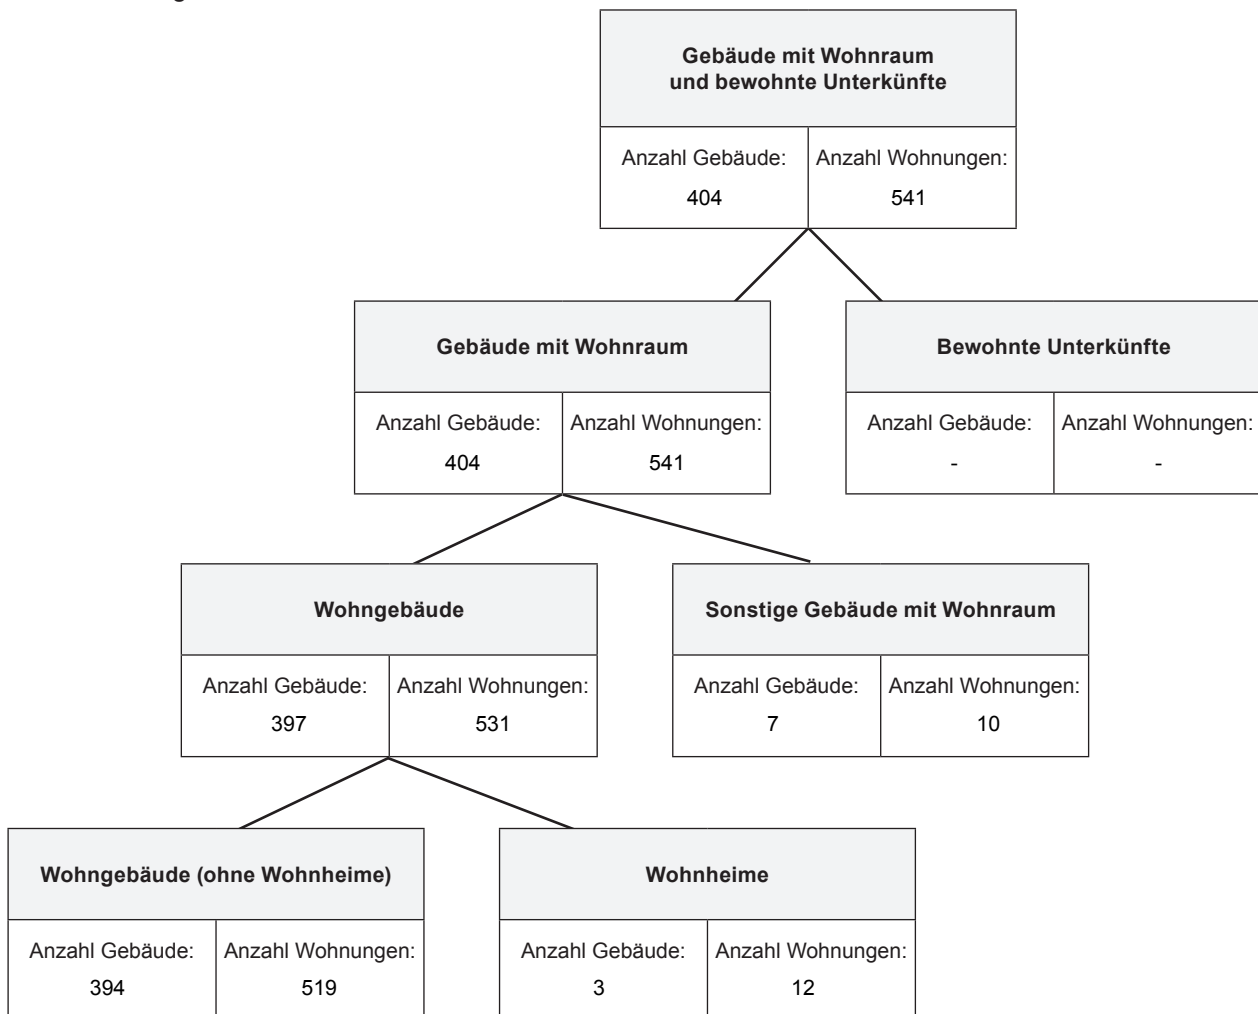 Gebäude mit Wohnraum
und bewohnte Unterkünfte
Anzahl Gebäude: Anzahl Wohnungen:
404 541
Gebäude mit Wohnraum
Anzahl Gebäude: Anzahl Wohnungen:
404 541
Bewohnte Unterkünfte
Anzahl Gebäude: Anzahl Wohnungen:
- -
Wohngebäude
Anzahl Gebäude: Anzahl Wohnungen:
397 531
Sonstige Gebäude mit Wohnraum
Anzahl Gebäude: Anzahl Wohnungen:
7 10
Wohngebäude (ohne Wohnheime)
Anzahl Gebäude: Anzahl Wohnungen:
394 519
Wohnheime
Anzahl Gebäude: Anzahl Wohnungen:
3 12